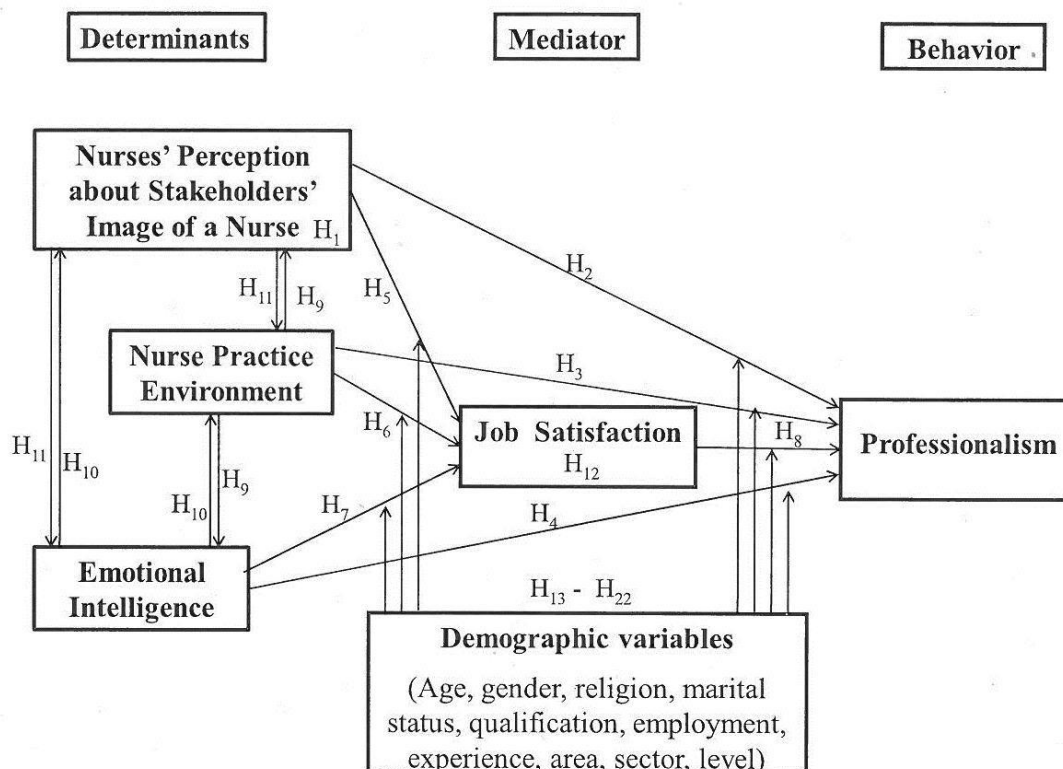 Determinants
Mediator
Behavior
Nurses’ Perception
about Stakeholders’
Image of a Nurse H₁
H₂
H₁₁
H₉
H₅
Nurse Practice
Environment
H₃
H₆
Job Satisfaction
H₁₂
H₈
Professionalism
H₁₁
H₁₀
H₁₀
H₉
H₇
H₄
Emotional
Intelligence
H₁₃ - H₂₂
Demographic variables
(Age, gender, religion, marital
status, qualification, employment,
experience, area, sector, level)